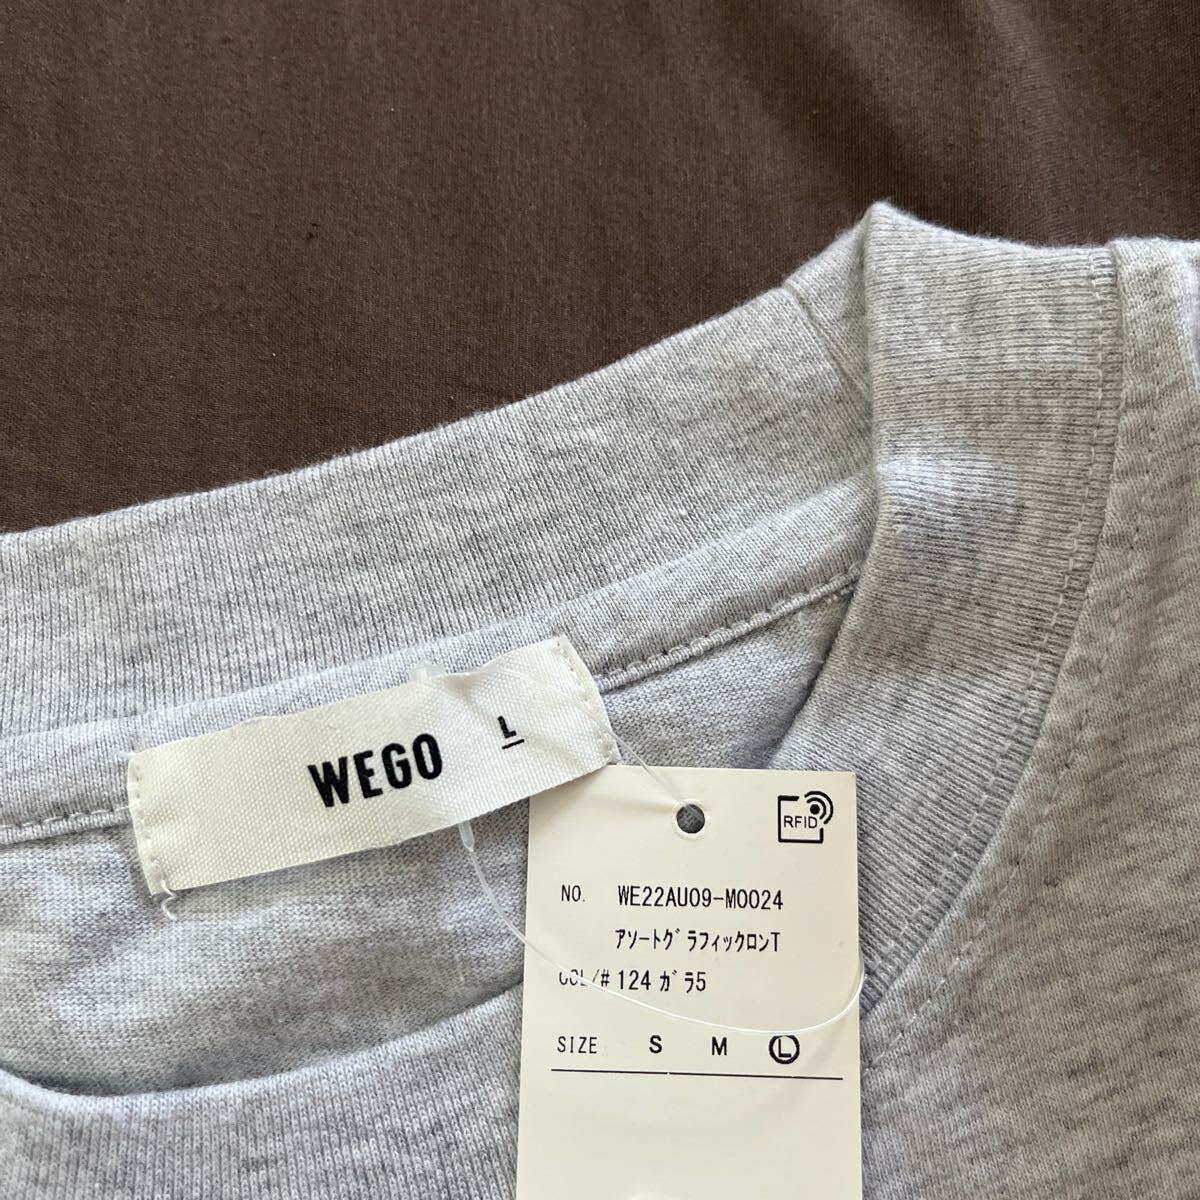 WEGO L
RFID
NO. WE22AU09-M0024
アソートグラフィックロンT
COL/# 124 ガラ5
SIZE S M L